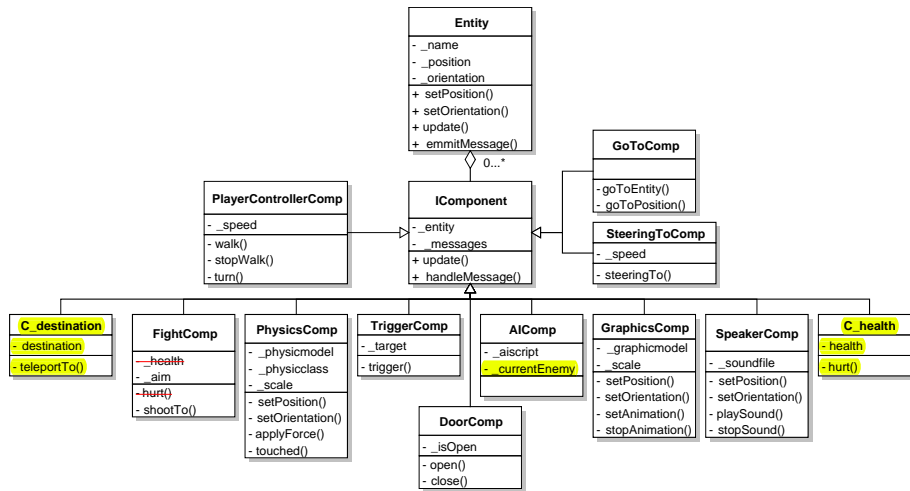 Entity
- _name
- _position
- _orientation
+ setPosition()
+ setOrientation()
+ update()
+ emmitMessage()
0...*
GoToComp
- goToEntity()
- goToPosition()
PlayerControllerComp
- _speed
- walk()
- stopWalk()
- turn()
IComponent
- _entity
- _messages
+ update()
+ handleMessage()
SteeringToComp
- _speed
- steeringTo()
C_destination
- destination
- teleportTo()
FightComp
- _health
- _aim
- hurt()
- shootTo()
PhysicsComp
- _physicmodel
- _physicclass
- _scale
- setPosition()
- setOrientation()
- applyForce()
- touched()
TriggerComp
- _target
- trigger()
AIComp
- _aiscript
- _currentEnemy
GraphicsComp
- _graphicmodel
- _scale
- setPosition()
- setOrientation()
- setAnimation()
- stopAnimation()
SpeakerComp
- _soundfile
- setPosition()
- setOrientation()
- playSound()
- stopSound()
C_health
- health
- hurt()
DoorComp
- _isOpen
- open()
- close()